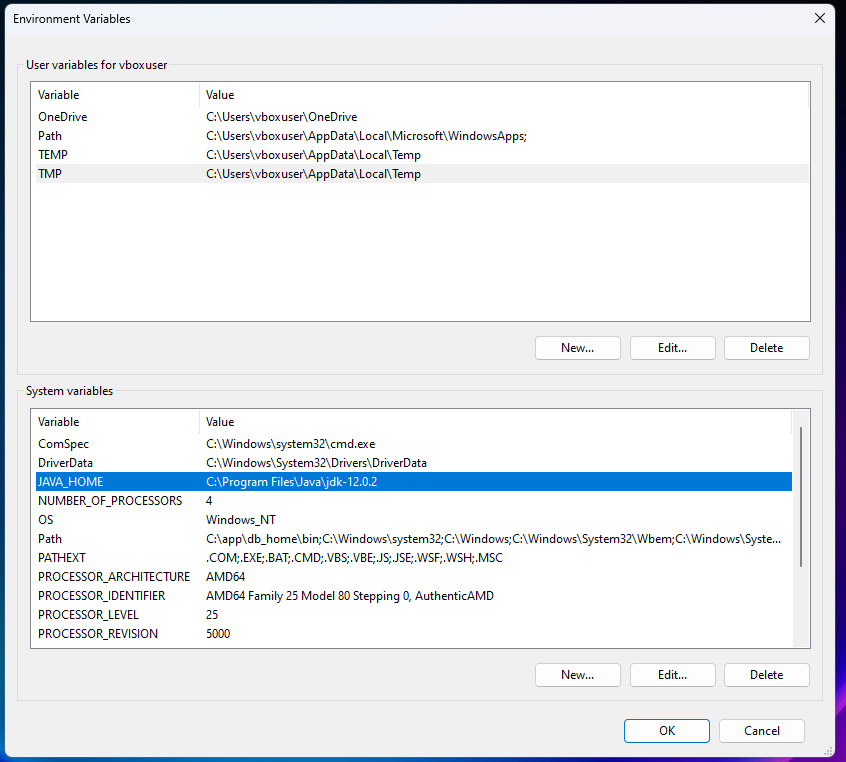 Environment Variables
User variables for vboxuser
Variable Value
OneDrive C:\Users\vboxuser\OneDrive
Path C:\Users\vboxuser\AppData\Local\Microsoft\WindowsApps;
TEMP C:\Users\vboxuser\AppData\Local\Temp
TMP C:\Users\vboxuser\AppData\Local\Temp
New... Edit... Delete
System variables
Variable Value
ComSpec C:\Windows\system32\cmd.exe
DriverData C:\Windows\System32\Drivers\DriverData
JAVA_HOME C:\Program Files\Java\jdk-12.0.2
NUMBER_OF_PROCESSORS 4
OS Windows_NT
Path C:\app\db_home\bin;C:\Windows\system32;C:\Windows;C:\Windows\System32\Wbem;C:\Windows\Syste...
PATHEXT .COM;.EXE;.BAT;.CMD;.VBS;.VBE;.JS;.JSE;.WSF;.WSH;.MSC
PROCESSOR_ARCHITECTURE AMD64
PROCESSOR_IDENTIFIER AMD64 Family 25 Model 80 Stepping 0, AuthenticAMD
PROCESSOR_LEVEL 25
PROCESSOR_REVISION 5000
New... Edit... Delete
OK Cancel